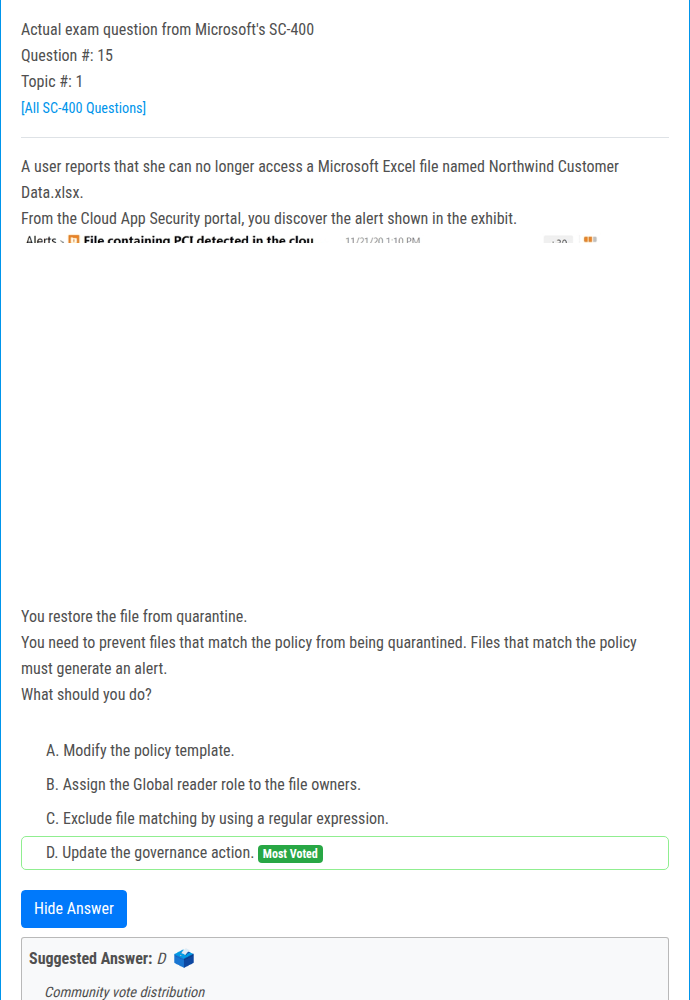 Actual exam question from Microsoft's SC-400
Question #: 15
Topic #: 1
[All SC-400 Questions]
A user reports that she can no longer access a Microsoft Excel file named Northwind Customer
Data.xlsx.
From the Cloud App Security portal, you discover the alert shown in the exhibit.
Alerts > File containing PCI detected in the clou 11/21/20 1:10 PM
You restore the file from quarantine.
You need to prevent files that match the policy from being quarantined. Files that match the policy
must generate an alert.
What should you do?
A. Modify the policy template.
B. Assign the Global reader role to the file owners.
C. Exclude file matching by using a regular expression.
D. Update the governance action. Most Voted
Hide Answer
Suggested Answer: D
Community vote distribution